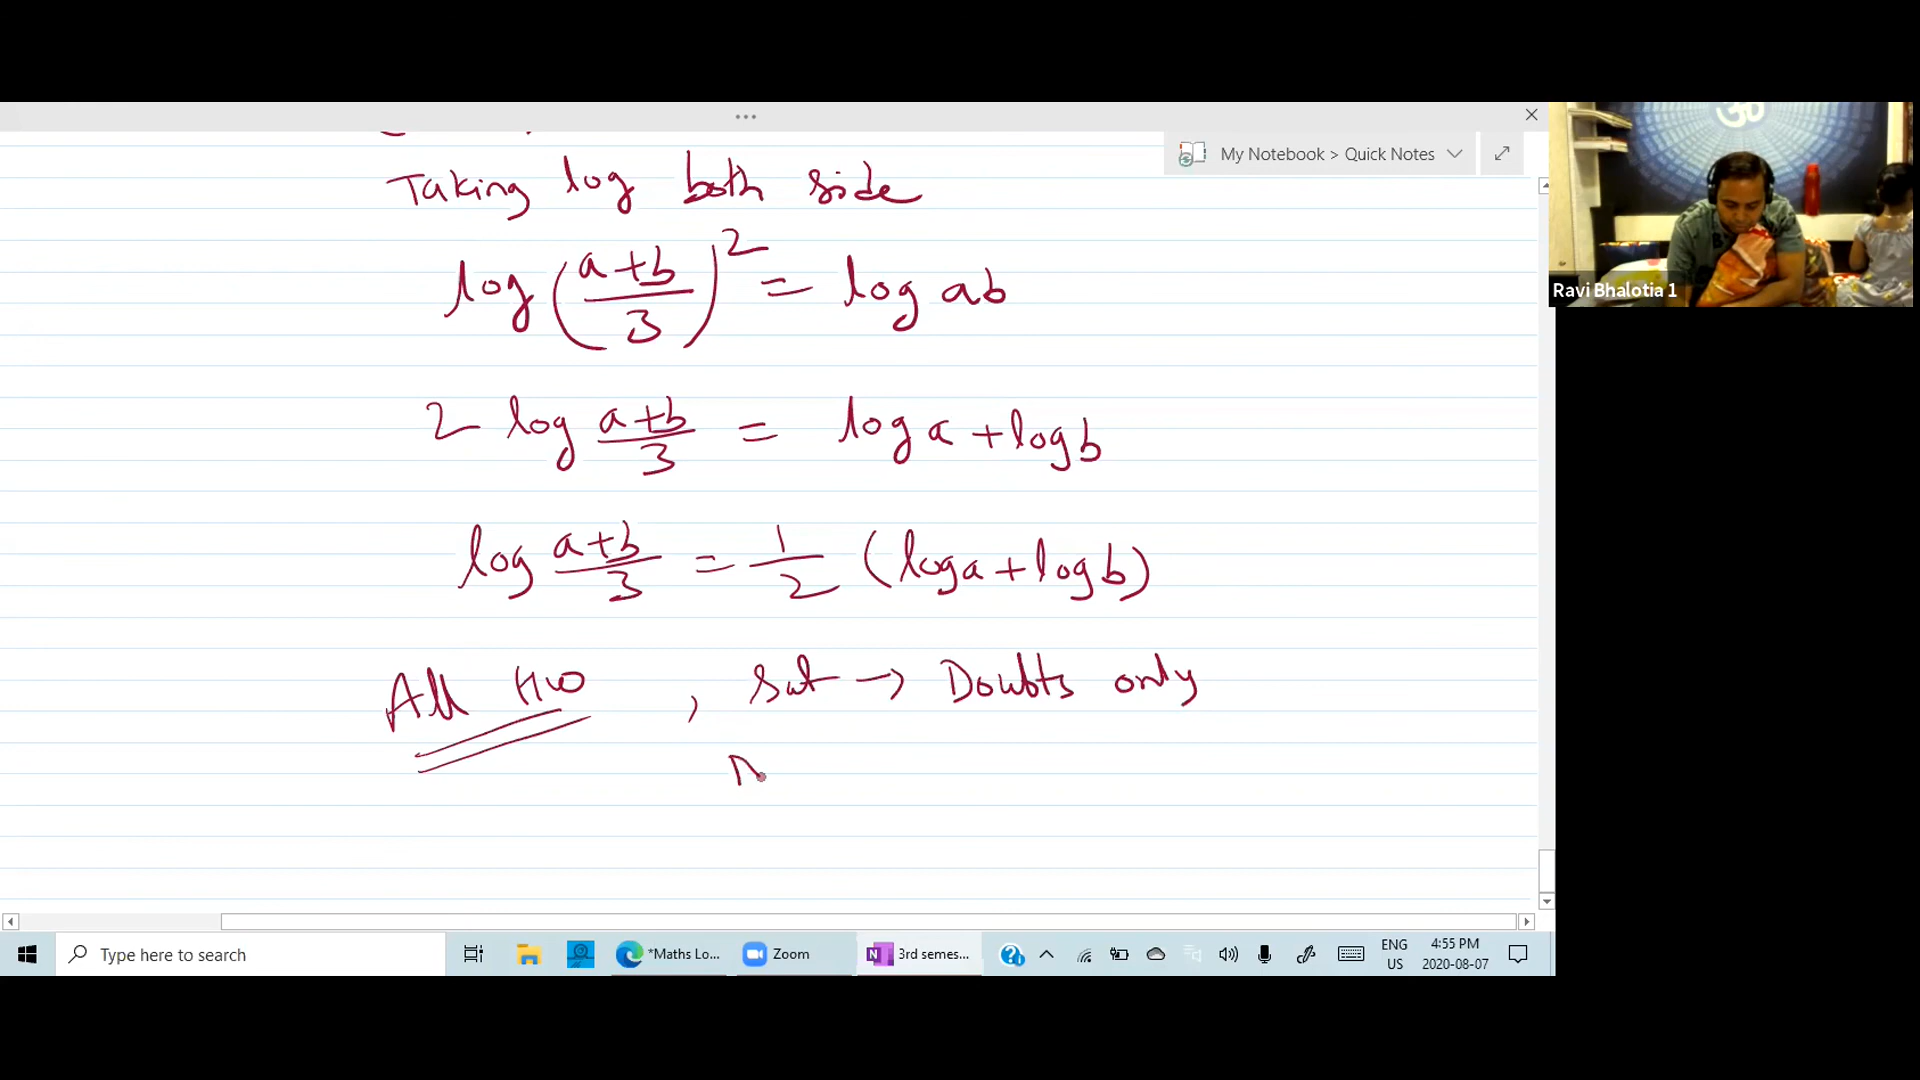 ...
My Notebook > Quick Notes
Taking log both side
log (a+b/3)² = log ab
2 log a+b/3 = log a + log b
log a+b/3 = 1/2 (log a + log b)
All HW , Sat → Doubts only
N
Ravi Bhalotia 1
Type here to search
*Maths Lo...
Zoom
3rd semes...
ENG
US
4:55 PM
2020-08-07